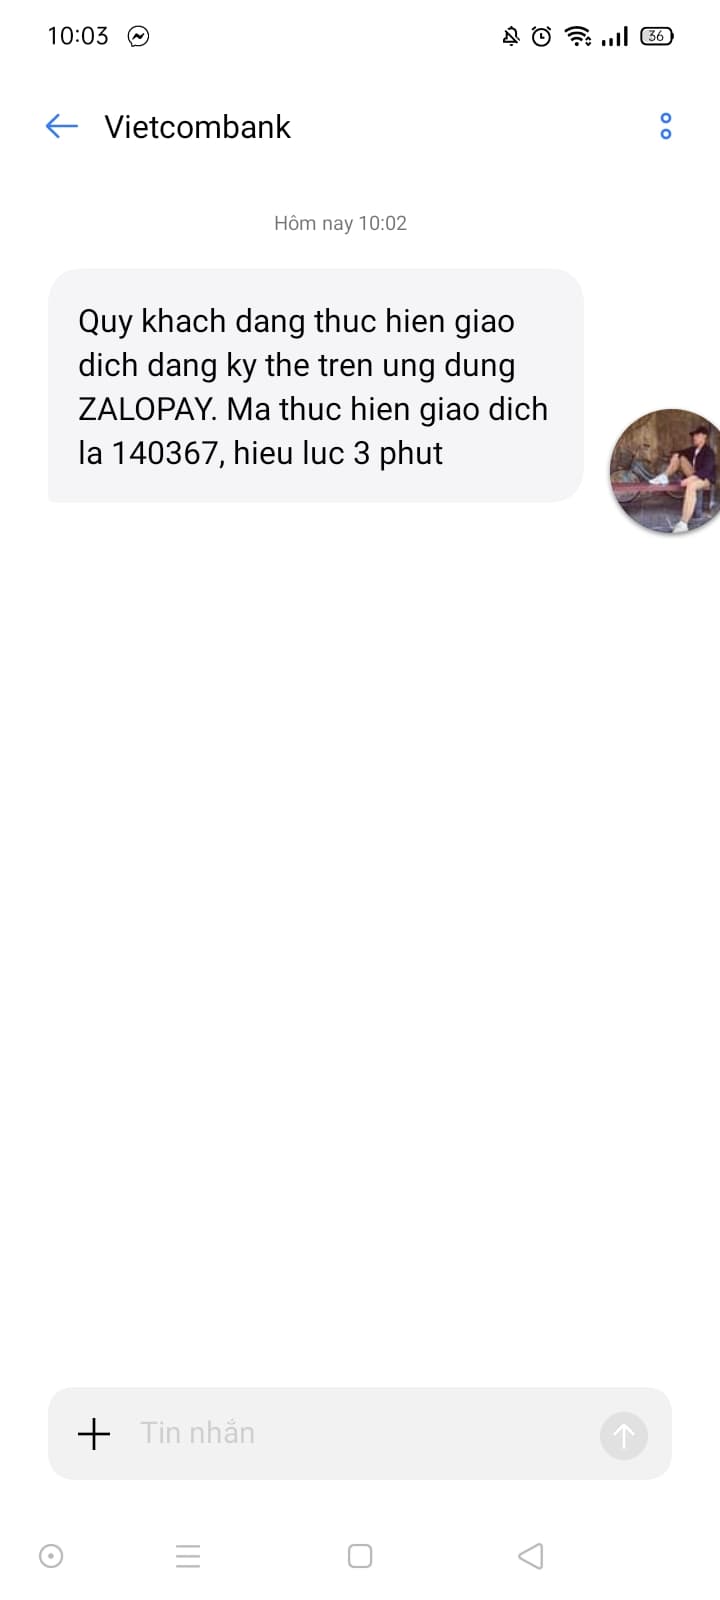 10:03
36
Vietcombank
Hôm nay 10:02
Quy khach dang thuc hien giao
dich dang ky the tren ung dung
ZALOPAY. Ma thuc hien giao dich
la 140367, hieu luc 3 phut
Tin nhắn